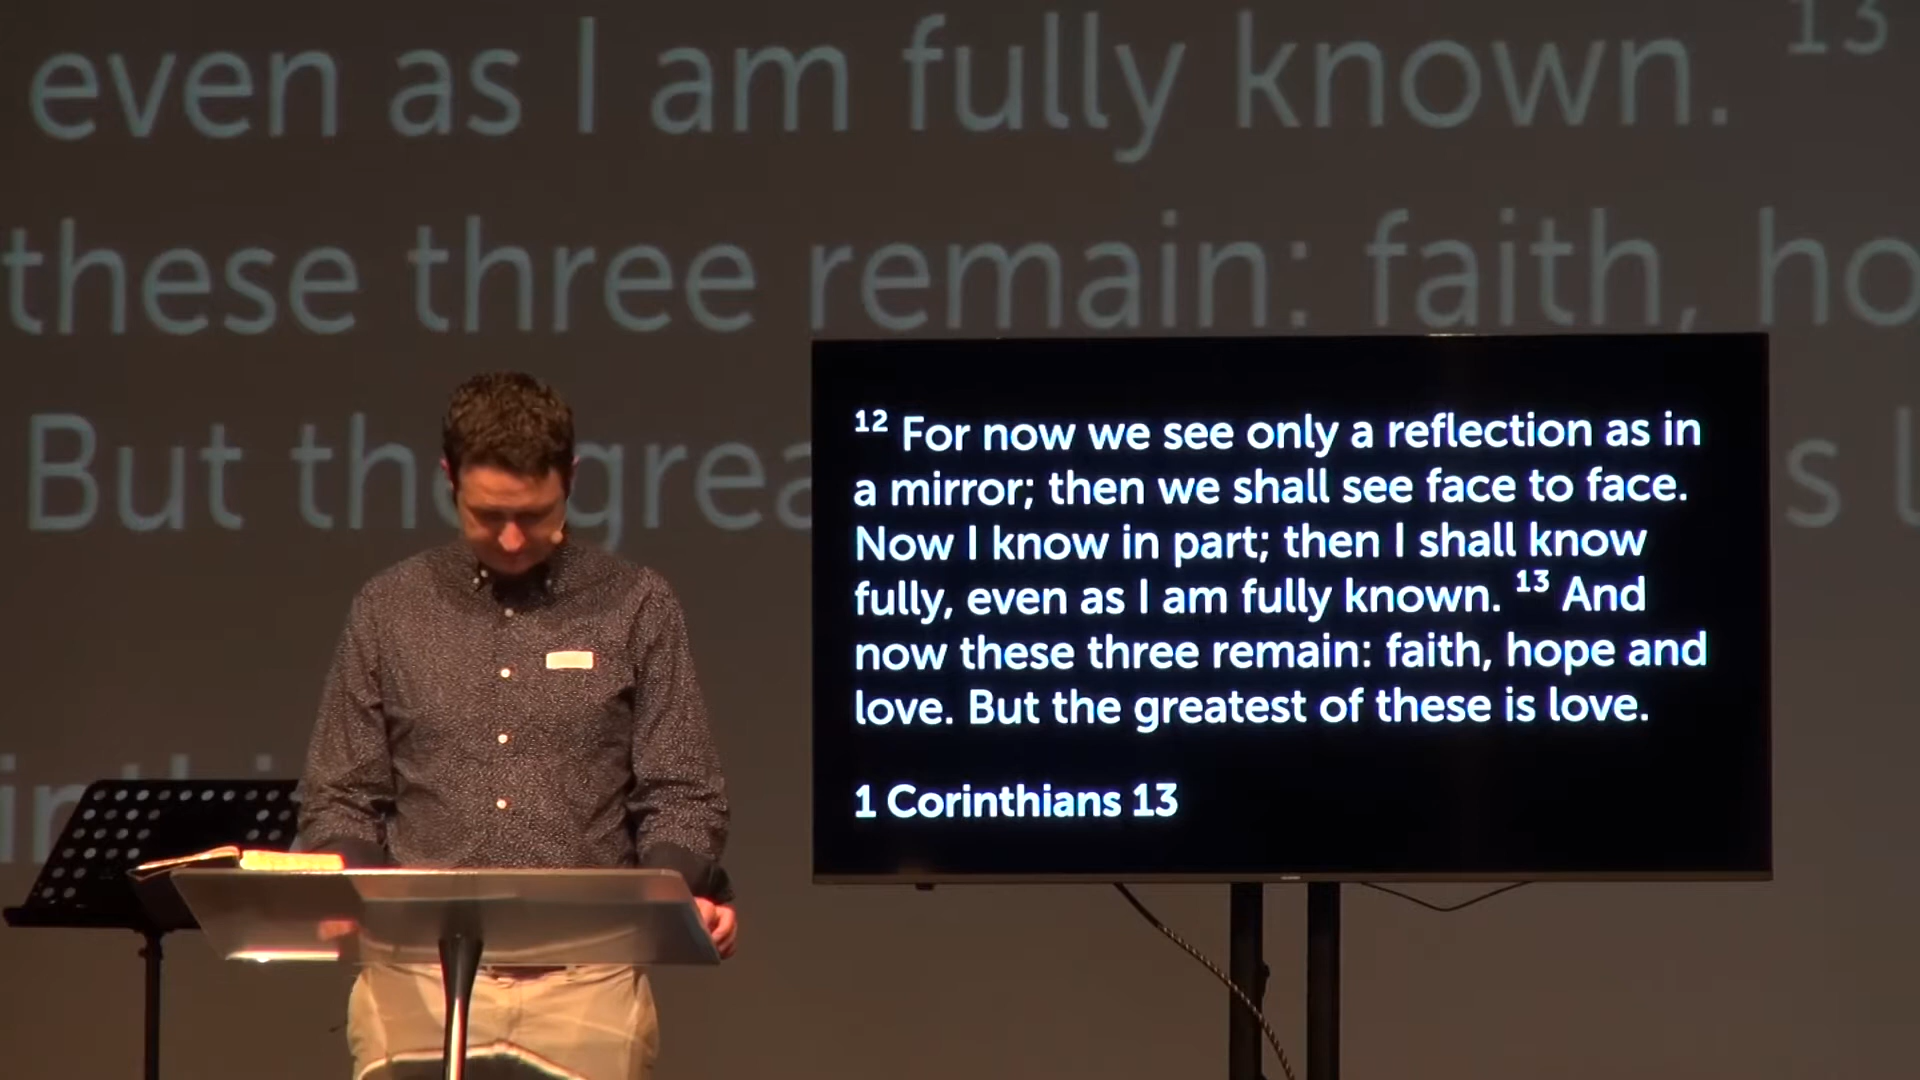 even as I am fully known. 13
these three remain: faith, ho
But the grea
s l
12 For now we see only a reflection as in
a mirror; then we shall see face to face.
Now I know in part; then I shall know
fully, even as I am fully known. 13 And
now these three remain: faith, hope and
love. But the greatest of these is love.
1 Corinthians 13